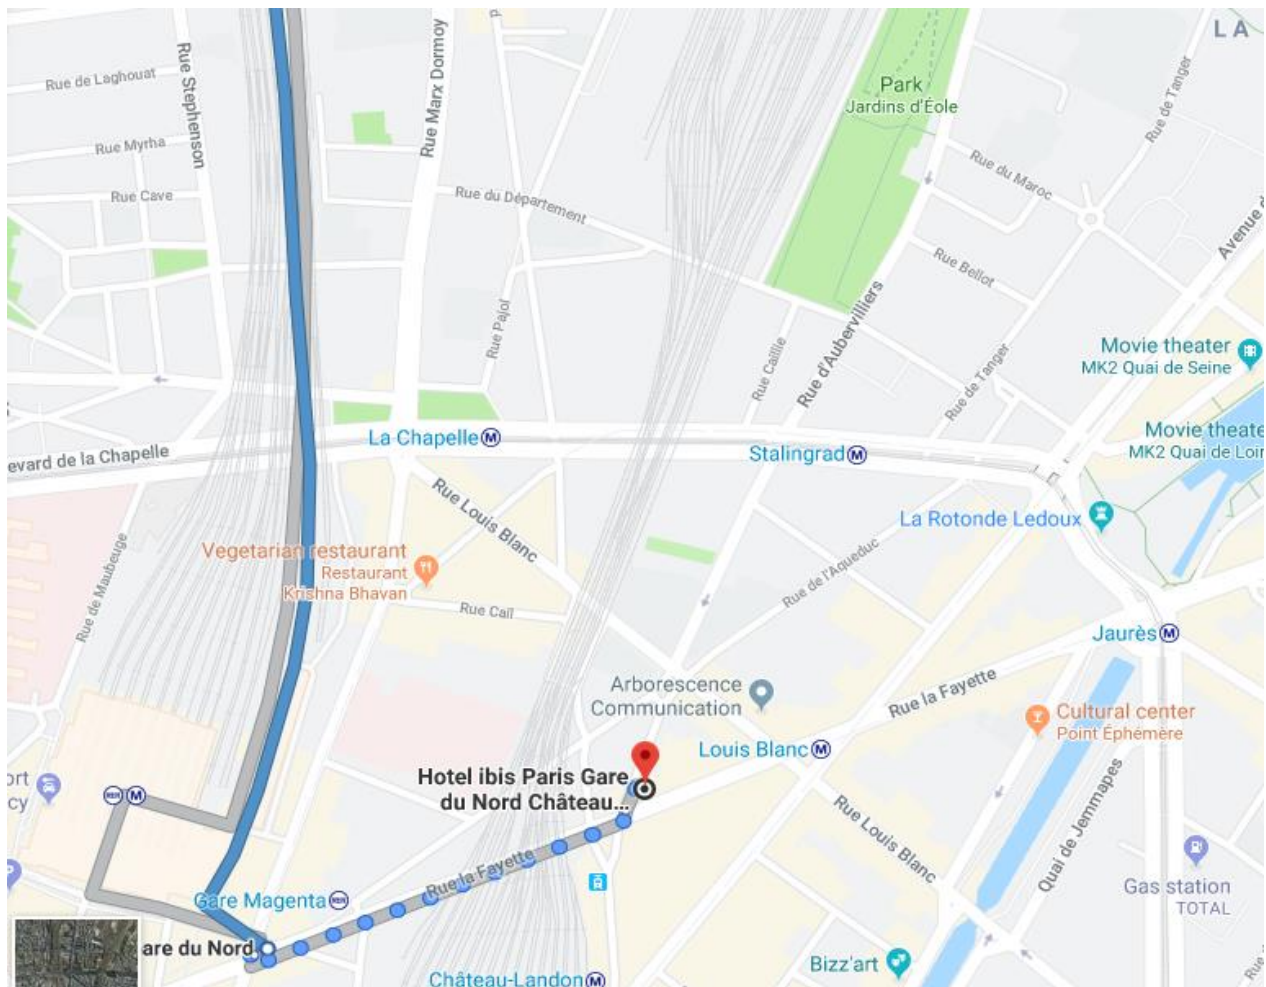 LA
Rue de Laghouat
Rue Stephenson
Rue Marx Dormoy
Park
Jardins d'Éole
Rue de Tanger
Rue Myrha
Rue du Maroc
Rue Cave
Rue du Département
Avenue d
Rue Bellot
Rue Pajol
Rue Caillie
Rue d'Aubervilliers
Movie theater
MK2 Quai de Seine
Rue de Tanger
La Chapelle M
Movie theate
MK2 Quai de Loir
evard de la Chapelle
Stalingrad M
Rue Louis Blanc
La Rotonde Ledoux
Vegetarian restaurant
Restaurant
Krishna Bhavan
Rue de Maubeuge
Rue de l'Aqueduc
Rue Cail
Jaurès M
Arborescence
Communication
Rue la Fayette
Cultural center
Point Éphémère
Louis Blanc M
Hotel ibis Paris Gare
du Nord Château...
ort
cy
RER M
Rue Louis Blanc
Quai de Jemmapes
Rue la Fayette
Gas station
TOTAL
Gare Magenta RER
are du Nord
Bizz'art
Château-Landon M